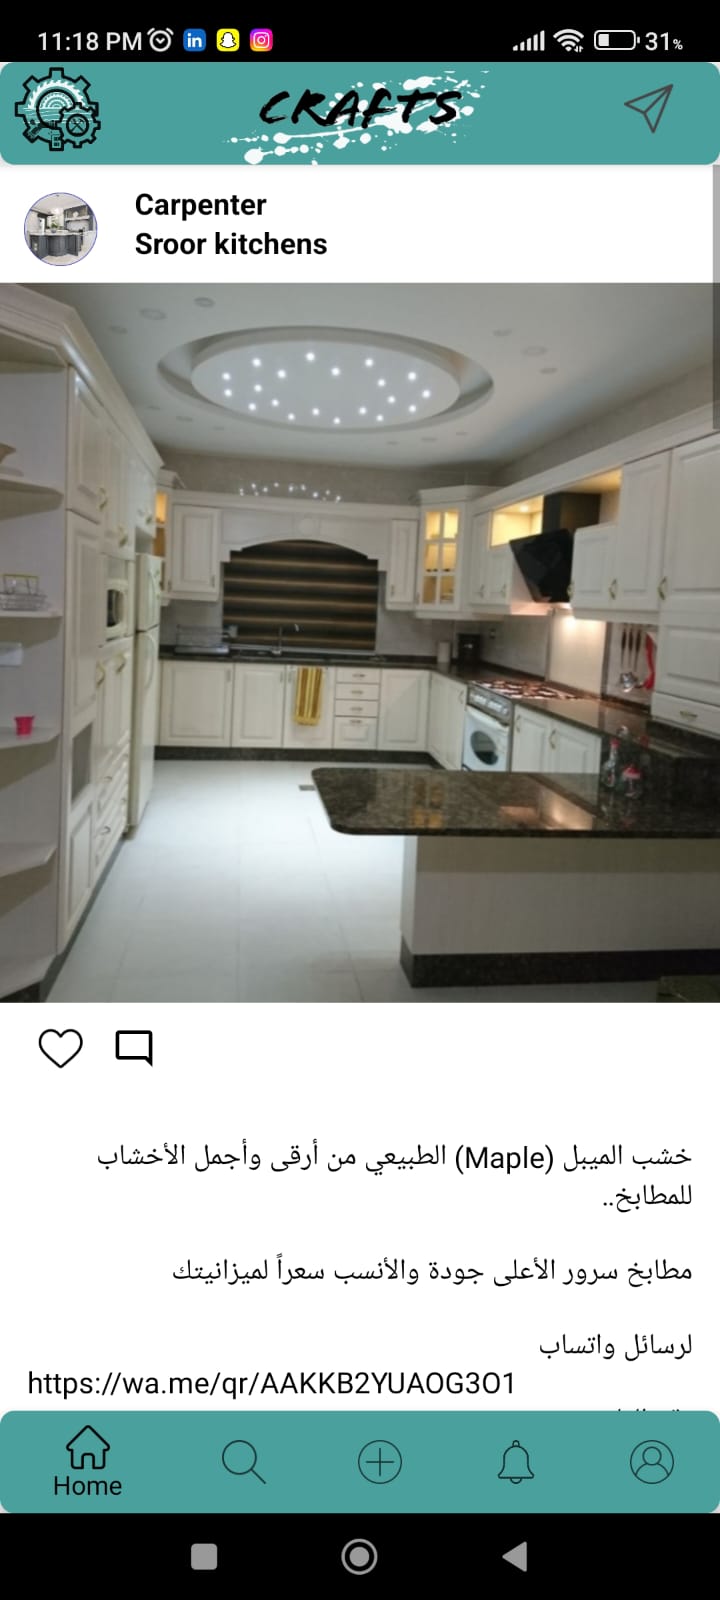 11:18 PM
31%
CRAFTS
Carpenter
Sroor kitchens
خشب الميبل (Maple) الطبيعي من أرقى وأجمل الأخشاب
للمطابخ..
مطابخ سرور الأعلى جودة والأنسب سعراً لميزانيتك
لرسائل واتساب
https://wa.me/qr/AAKKB2YUAOG3O1
Home